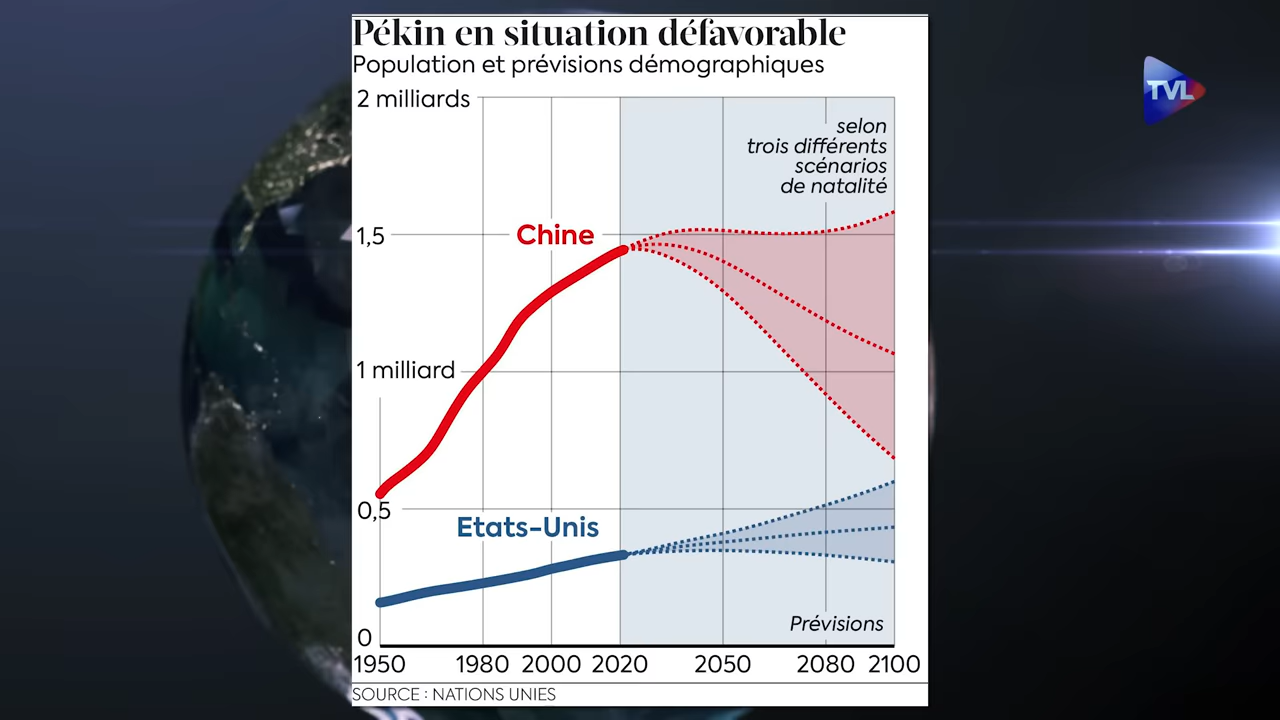 Pékin en situation défavorable
Population et prévisions démographiques
TVL
2 milliards
selon
trois différents
scénarios
de natalité
1,5
Chine
1 milliard
0,5
Etats-Unis
Prévisions
0
1950 1980 2000 2020 2050 2080 2100
SOURCE : NATIONS UNIES